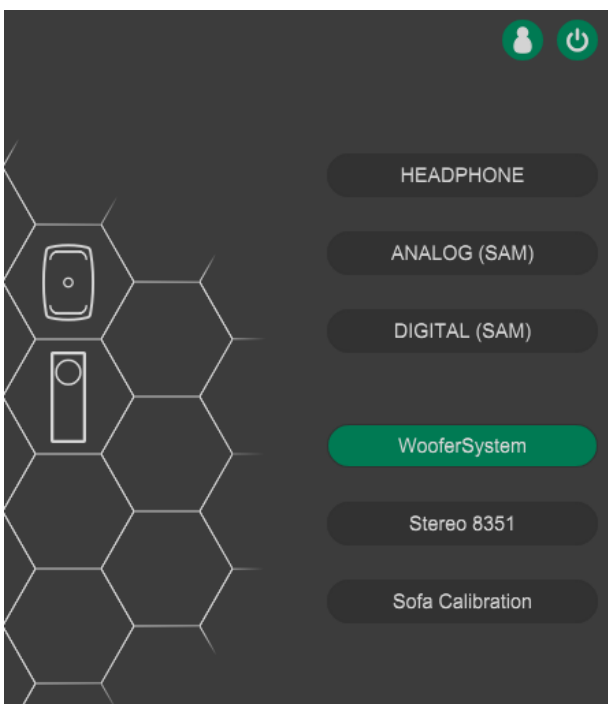 HEADPHONE
ANALOG (SAM)
DIGITAL (SAM)
WooferSystem
Stereo 8351
Sofa Calibration